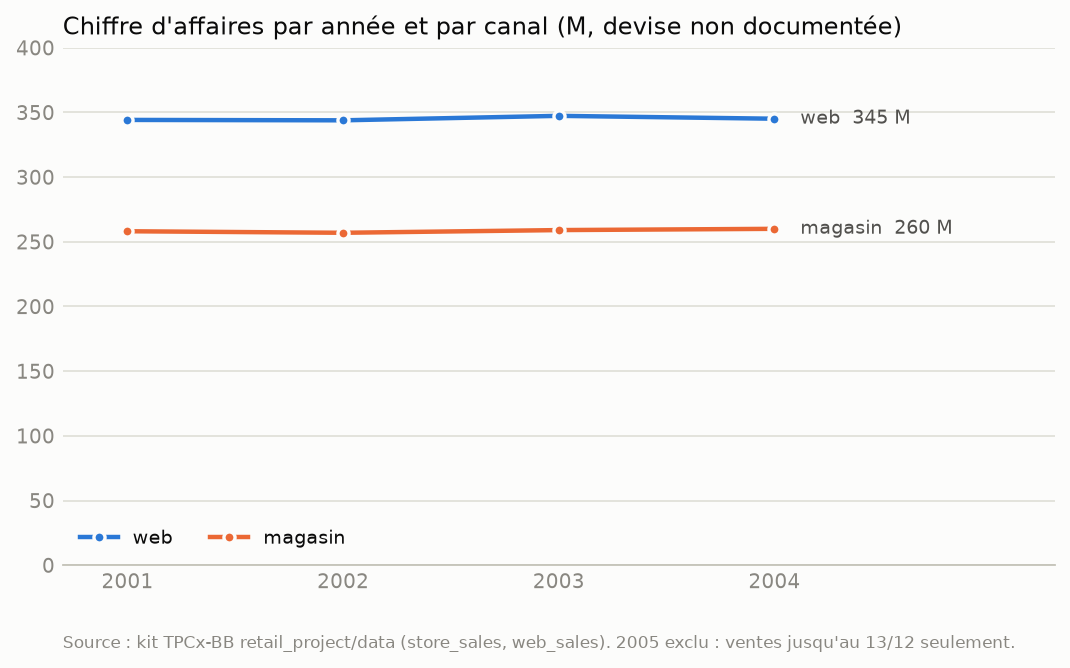 Chiffre d'affaires par année et par canal (M, devise non documentée)
400
350
300
250
200
150
100
50
0
web 345 M
magasin 260 M
web
magasin
2001
2002
2003
2004
Source : kit TPCx-BB retail_project/data (store_sales, web_sales). 2005 exclu : ventes jusqu'au 13/12 seulement.